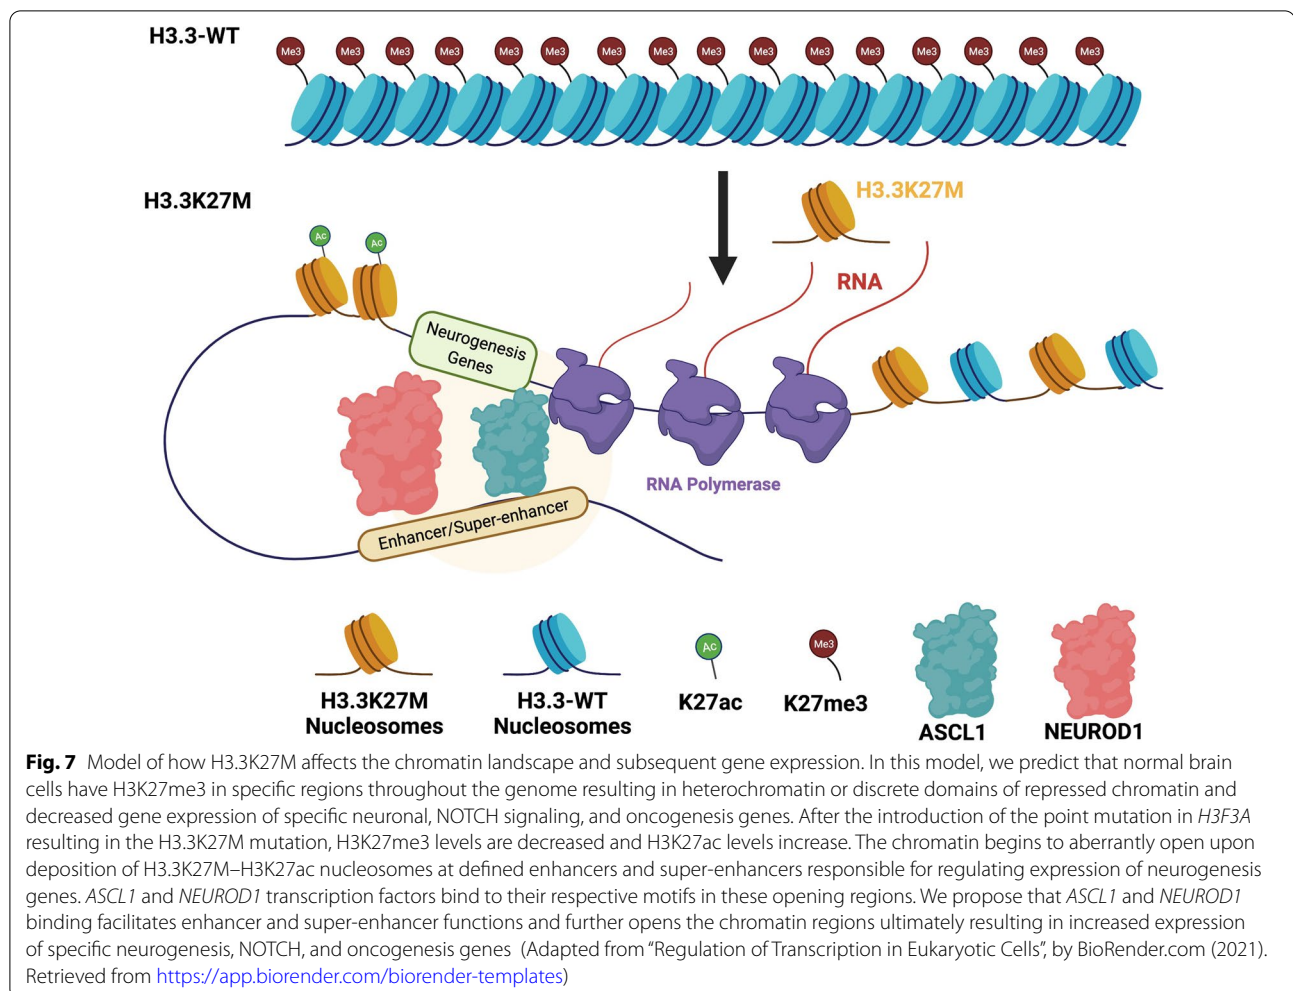 H3.3-WT
Me3 Me3 Me3 Me3 Me3 Me3 Me3 Me3 Me3 Me3 Me3 Me3 Me3 Me3 Me3 Me3
H3.3K27M
H3.3K27M
Ac
Ac
RNA
Neurogenesis
Genes
RNA Polymerase
Enhancer/Super-enhancer
Ac
Me3
H3.3K27M
Nucleosomes
H3.3-WT
Nucleosomes
K27ac
K27me3
ASCL1
NEUROD1
Fig. 7 Model of how H3.3K27M affects the chromatin landscape and subsequent gene expression. In this model, we predict that normal brain
cells have H3K27me3 in specific regions throughout the genome resulting in heterochromatin or discrete domains of repressed chromatin and
decreased gene expression of specific neuronal, NOTCH signaling, and oncogenesis genes. After the introduction of the point mutation in H3F3A
resulting in the H3.3K27M mutation, H3K27me3 levels are decreased and H3K27ac levels increase. The chromatin begins to aberrantly open upon
deposition of H3.3K27M–H3K27ac nucleosomes at defined enhancers and super-enhancers responsible for regulating expression of neurogenesis
genes. ASCL1 and NEUROD1 transcription factors bind to their respective motifs in these opening regions. We propose that ASCL1 and NEUROD1
binding facilitates enhancer and super-enhancer functions and further opens the chromatin regions ultimately resulting in increased expression
of specific neurogenesis, NOTCH, and oncogenesis genes (Adapted from “Regulation of Transcription in Eukaryotic Cells”, by BioRender.com (2021).
Retrieved from https://app.biorender.com/biorender-templates)